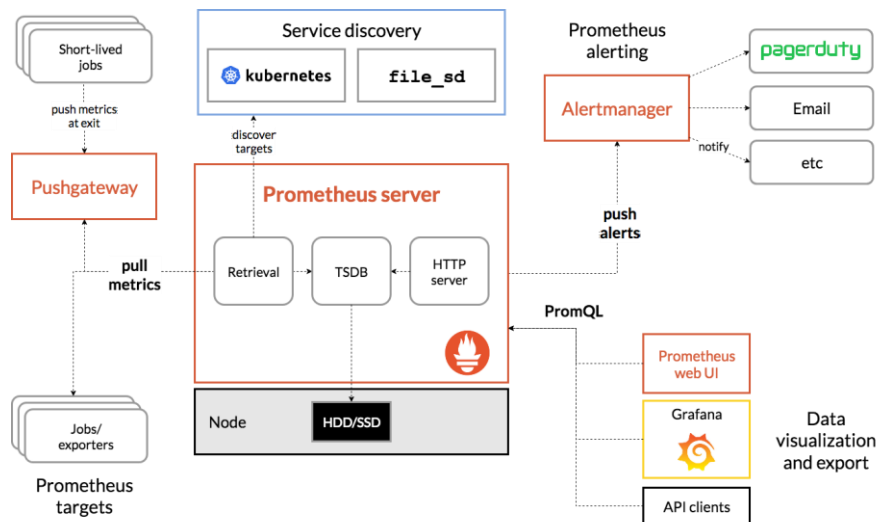 Short-lived
jobs
push metrics
at exit
Pushgateway
pull
metrics
Jobs/
exporters
Prometheus
targets
Service discovery
kubernetes
file_sd
discover
targets
Prometheus server
Retrieval
TSDB
HTTP
server
Node
HDD/SSD
Prometheus
alerting
Alertmanager
pagerduty
Email
notify
etc
push
alerts
PromQL
Prometheus
web UI
Grafana
API clients
Data
visualization
and export